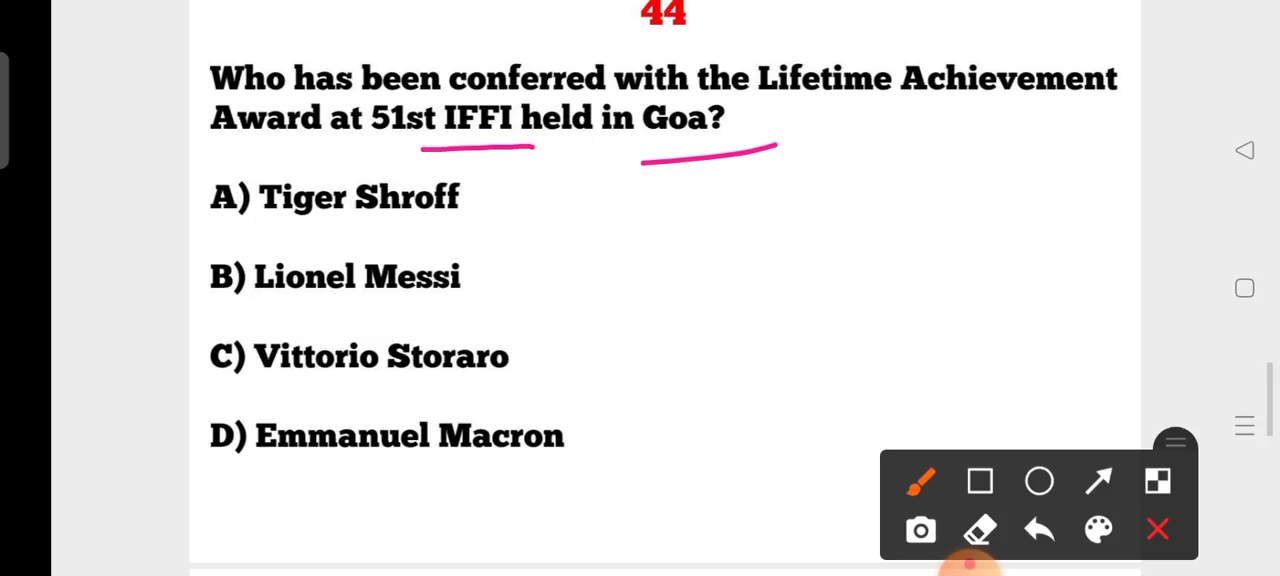 44
Who has been conferred with the Lifetime Achievement
Award at 51st IFFI held in Goa?
A) Tiger Shroff
B) Lionel Messi
C) Vittorio Storaro
D) Emmanuel Macron